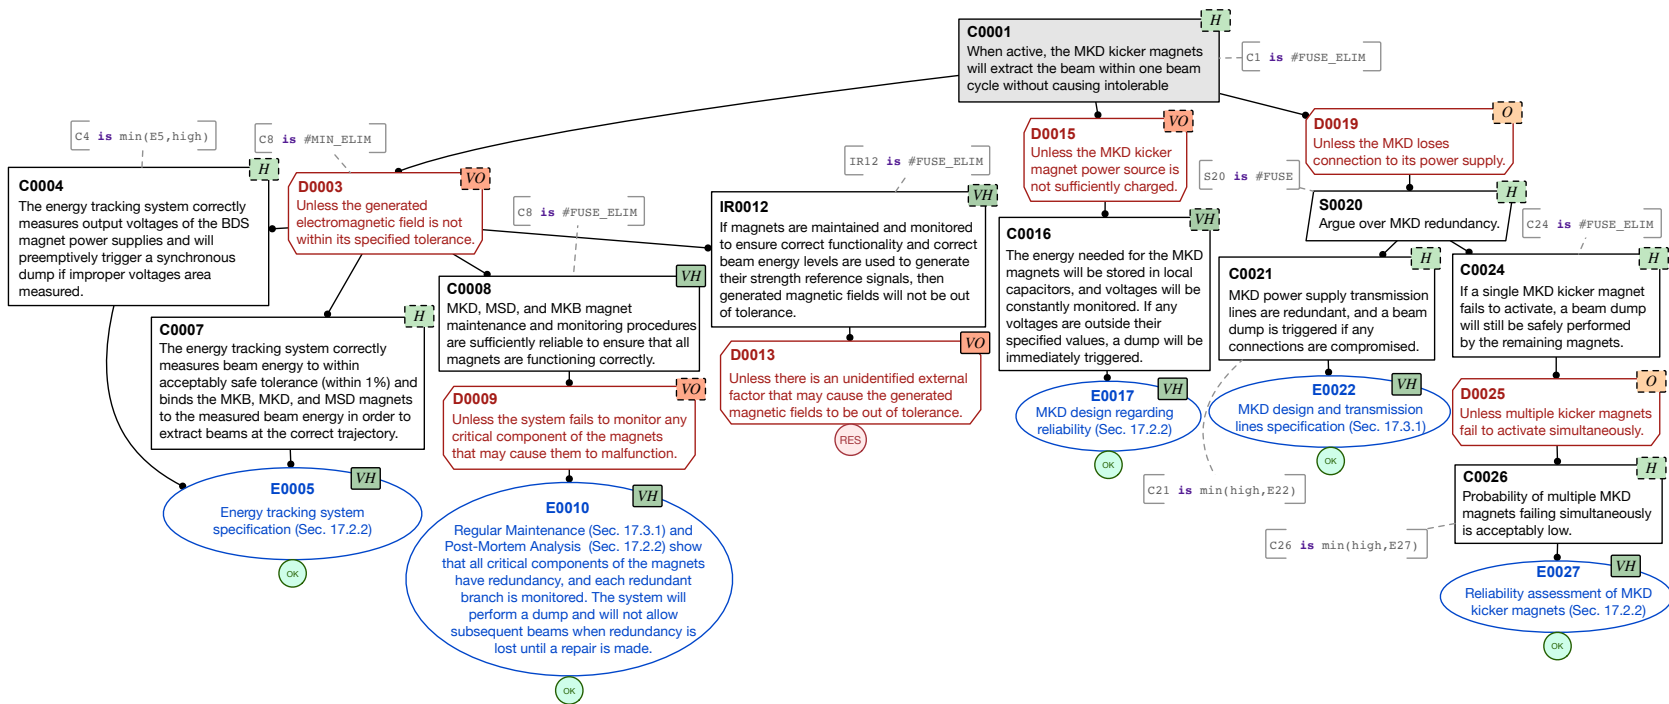 H
C0001
When active, the MKD kicker magnets
will extract the beam within one beam
cycle without causing intolerable
C1 is #FUSE_ELIM
C4 is min(E5,high)
H
C0004
The energy tracking system correctly
measures output voltages of the BDS
magnet power supplies and will
preemptively trigger a synchronous
dump if improper voltages area
measured.
C8 is #MIN_ELIM
VO
D0003
Unless the generated
electromagnetic field is not
within its specified tolerance.
C8 is #FUSE_ELIM
IR12 is #FUSE_ELIM
VH
IR0012
If magnets are maintained and monitored
to ensure correct functionality and correct
beam energy levels are used to generate
their strength reference signals, then
generated magnetic fields will not be out
of tolerance.
VO
D0015
Unless the MKD kicker
magnet power source is
not sufficiently charged.
O
D0019
Unless the MKD loses
connection to its power supply.
S20 is #FUSE
H
S0020
Argue over MKD redundancy.
C24 is #FUSE_ELIM
H
C0007
The energy tracking system correctly
measures beam energy to within
acceptably safe tolerance (within 1%) and
binds the MKB, MKD, and MSD magnets
to the measured beam energy in order to
extract beams at the correct trajectory.
VH
C0008
MKD, MSD, and MKB magnet
maintenance and monitoring procedures
are sufficiently reliable to ensure that all
magnets are functioning correctly.
VO
D0013
Unless there is an unidentified external
factor that may cause the generated
magnetic fields to be out of tolerance.
RES
VH
C0016
The energy needed for the MKD
magnets will be stored in local
capacitors, and voltages will be
constantly monitored. If any
voltages are outside their
specified values, a dump will be
immediately triggered.
H
C0021
MKD power supply transmission
lines are redundant, and a beam
dump is triggered if any
connections are compromised.
H
C0024
If a single MKD kicker magnet
fails to activate, a beam dump
will still be safely performed
by the remaining magnets.
VO
D0009
Unless the system fails to monitor any
critical component of the magnets
that may cause them to malfunction.
VH
E0017
MKD design regarding
reliability (Sec. 17.2.2)
OK
VH
E0022
MKD design and transmission
lines specification (Sec. 17.3.1)
OK
O
D0025
Unless multiple kicker magnets
fail to activate simultaneously.
VH
E0005
Energy tracking system
specification (Sec. 17.2.2)
OK
VH
E0010
Regular Maintenance (Sec. 17.3.1) and
Post-Mortem Analysis (Sec. 17.2.2) show
that all critical components of the magnets
have redundancy, and each redundant
branch is monitored. The system will
perform a dump and will not allow
subsequent beams when redundancy is
lost until a repair is made.
OK
C21 is min(high,E22)
H
C0026
Probability of multiple MKD
magnets failing simultaneously
is acceptably low.
C26 is min(high,E27)
VH
E0027
Reliability assessment of MKD
kicker magnets (Sec. 17.2.2)
OK